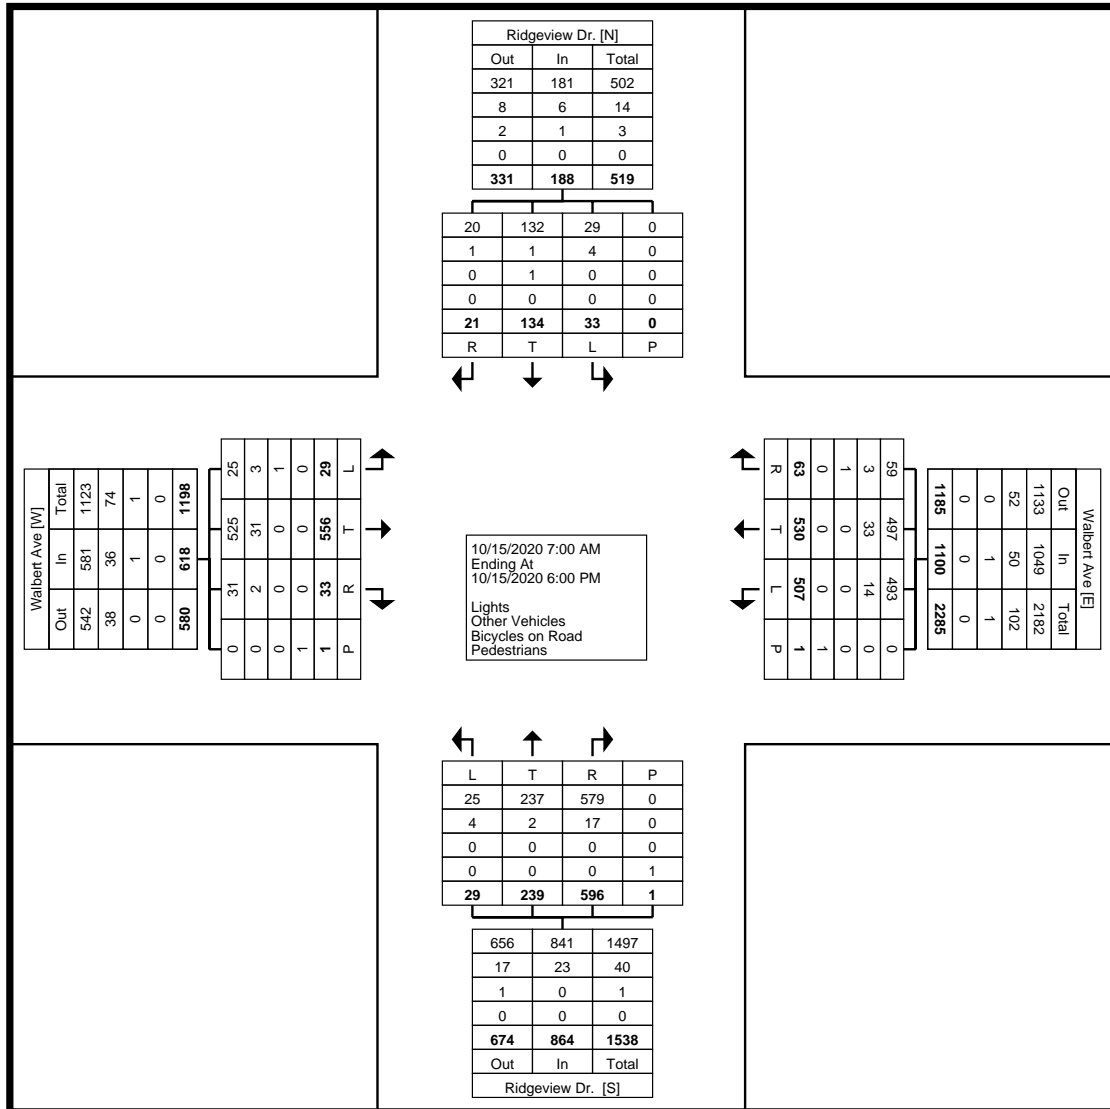 Ridgeview Dr. [N]
Out In Total
321 181 502
8 6 14
2 1 3
0 0 0
331 188 519
20 132 29 0
1 1 4 0
0 1 0 0
0 0 0 0
21 134 33 0
R T L P
Walbert Ave [W]
Total 1123 74 1 0 1198
In 581 36 1 0 618
Out 542 38 0 0 580
25 3 1 0 29 L
525 31 0 0 556 T
31 2 0 0 33 R
0 0 0 1 1 P
10/15/2020 7:00 AM
Ending At
10/15/2020 6:00 PM
Lights
Other Vehicles
Bicycles on Road
Pedestrians
R 63 0 1 3 59
T 530 0 0 33 497
L 507 0 0 14 493
P 1 1 0 0 0
Walbert Ave [E]
Out In Total
1133 1049 2182
52 50 102
0 1 1
0 0 0
1185 1100 2285
L T R P
25 237 579 0
4 2 17 0
0 0 0 0
0 0 0 1
29 239 596 1
656 841 1497
17 23 40
1 0 1
0 0 0
674 864 1538
Out In Total
Ridgeview Dr. [S]